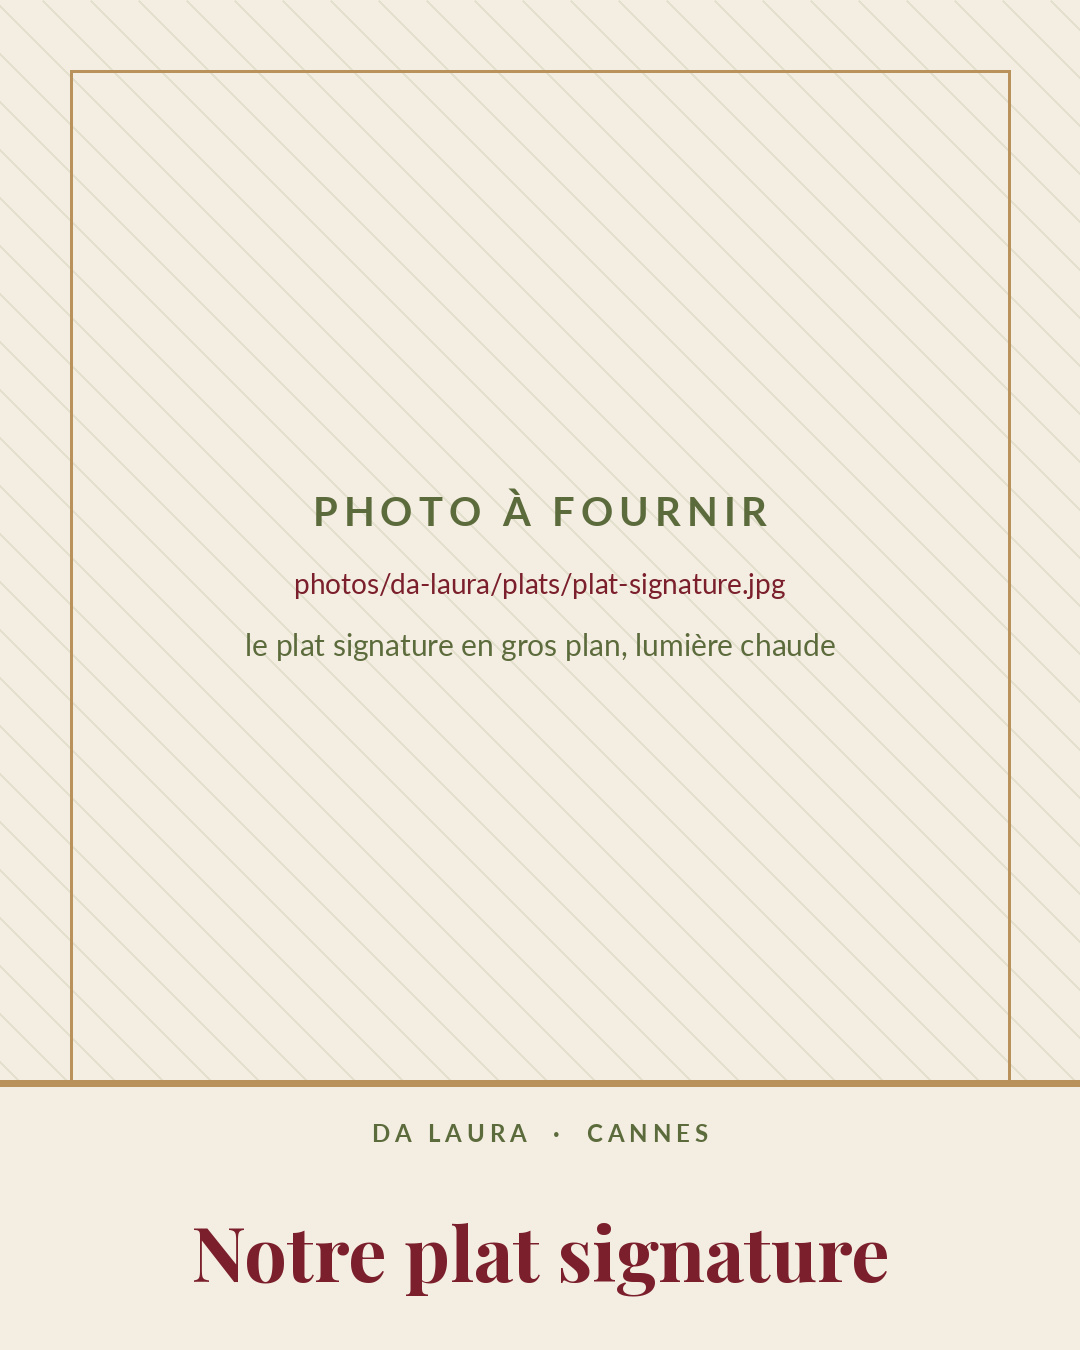 PHOTO À FOURNIR
photos/da-laura/plats/plat-signature.jpg
le plat signature en gros plan, lumière chaude
DA LAURA · CANNES
Notre plat signature